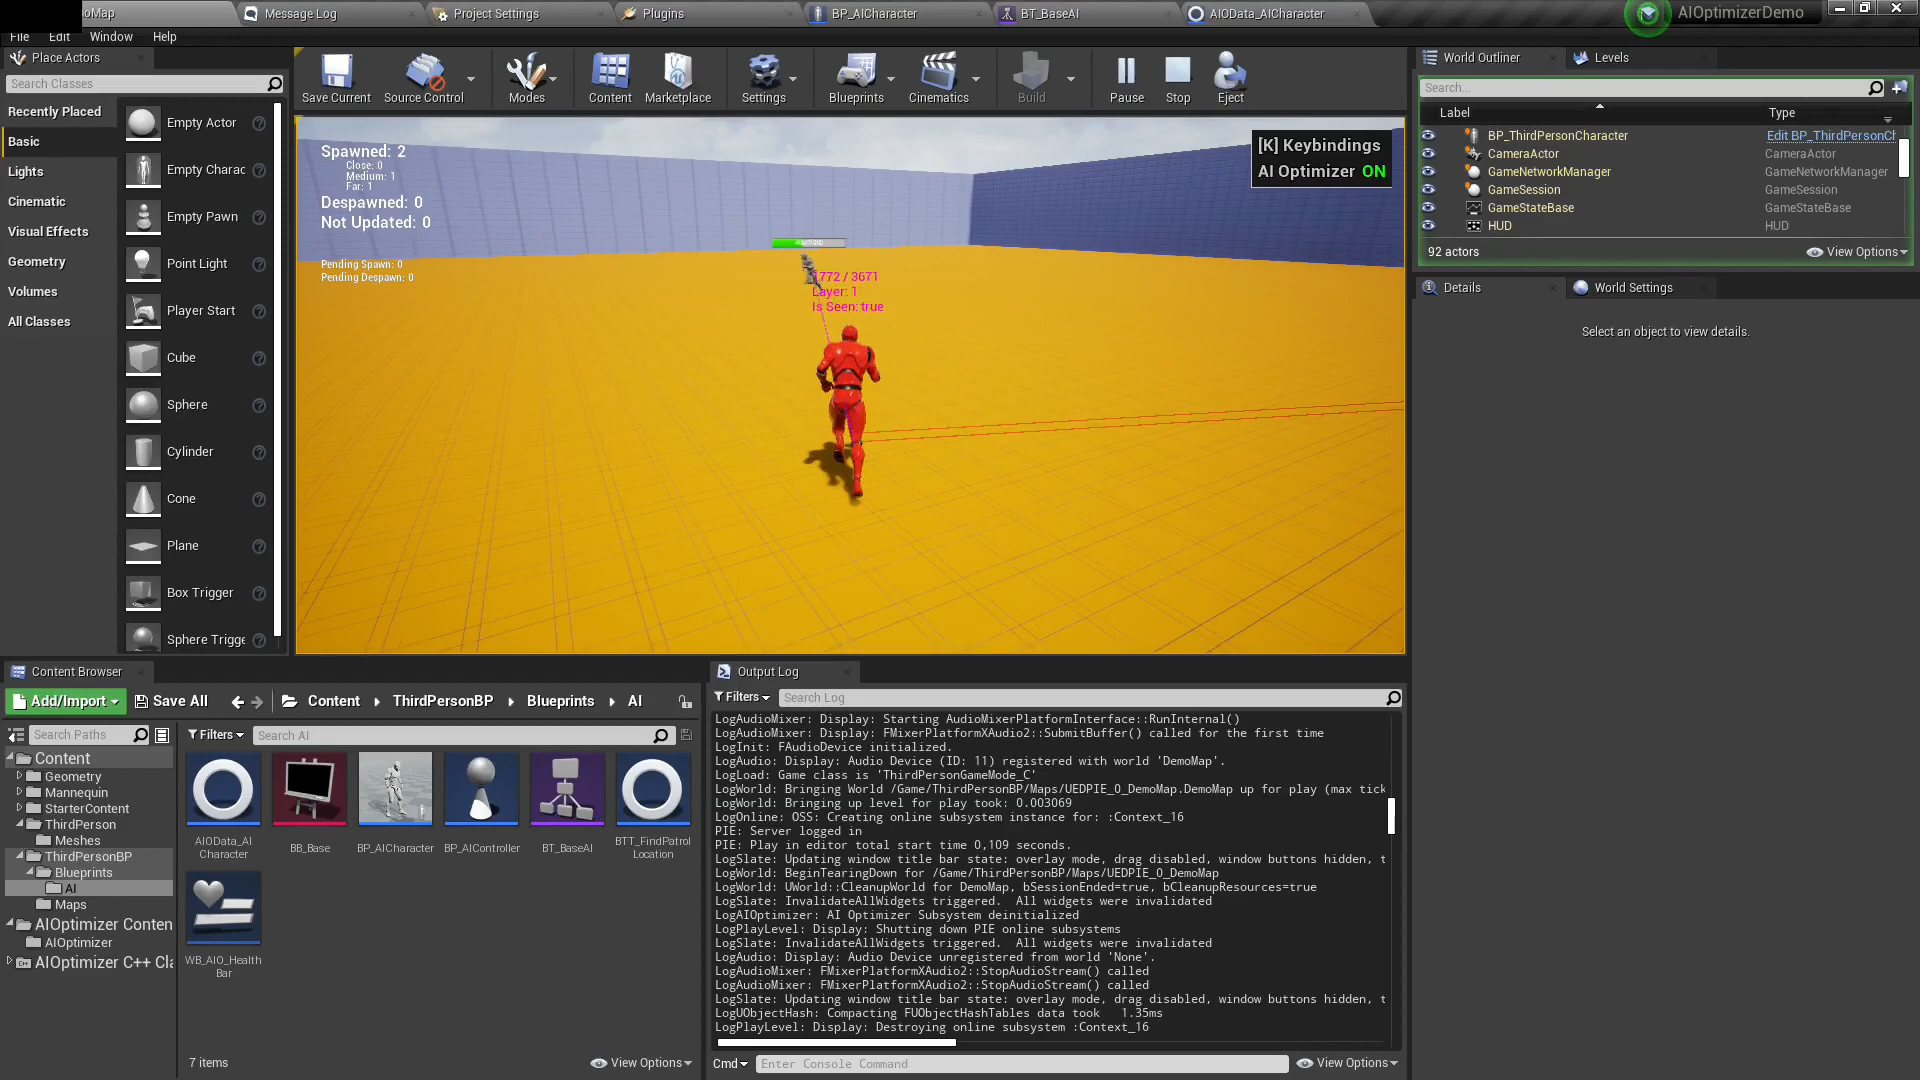 oMap
Message Log
Project Settings
Plugins
BP_AICharacter
BT_BaseAI
AIOData_AICharacter
AIOptimizerDemo
File
Edit
Window
Help
Place Actors
Search Classes
Recently Placed
Basic
Lights
Cinematic
Visual Effects
Geometry
Volumes
All Classes
Empty Actor
Empty Charac
Empty Pawn
Point Light
Player Start
Cube
Sphere
Cylinder
Cone
Plane
Box Trigger
Sphere Trigge
Save Current
Source Control
Modes
Content
Marketplace
Settings
Blueprints
Cinematics
Build
Pause
Stop
Eject
Spawned: 2
Close: 0
Medium: 1
Far: 1
Despawned: 0
Not Updated: 0
Pending Spawn: 0
Pending Despawn: 0
[K] Keybindings
AI Optimizer ON
1772 / 3671
Layer: 1
Is Seen: true
World Outliner
Levels
Search...
Label
Type
BP_ThirdPersonCharacter
Edit BP_ThirdPersonCh
CameraActor
CameraActor
GameNetworkManager
GameNetworkManager
GameSession
GameSession
GameStateBase
GameStateBase
HUD
HUD
92 actors
View Options
Details
World Settings
Select an object to view details.
Content Browser
Add/Import
Save All
Content
ThirdPersonBP
Blueprints
AI
Search Paths
Filters
Search AI
Content
Geometry
Mannequin
StarterContent
ThirdPerson
Meshes
ThirdPersonBP
Blueprints
AI
Maps
AIOptimizer Conten
AIOptimizer
AIOptimizer C++ Cla
AIOData_AI
Character
BB_Base
BP_AICharacter
BP_AIController
BT_BaseAI
BTT_FindPatrol
Location
WB_AIO_Health
Bar
7 items
View Options
Output Log
Filters
Search Log
LogAudioMixer: Display: Starting AudioMixerPlatformInterface::RunInternal()
LogAudioMixer: Display: FMixerPlatformXAudio2::SubmitBuffer() called for the first time
LogInit: FAudioDevice initialized.
LogAudio: Display: Audio Device (ID: 11) registered with world 'DemoMap'.
LogLoad: Game class is 'ThirdPersonGameMode_C'
LogWorld: Bringing World /Game/ThirdPersonBP/Maps/UEDPIE_0_DemoMap.DemoMap up for play (max tick
LogWorld: Bringing up level for play took: 0.003069
LogOnline: OSS: Creating online subsystem instance for: :Context_16
PIE: Server logged in
PIE: Play in editor total start time 0,109 seconds.
LogSlate: Updating window title bar state: overlay mode, drag disabled, window buttons hidden, t
LogWorld: BeginTearingDown for /Game/ThirdPersonBP/Maps/UEDPIE_0_DemoMap
LogWorld: UWorld::CleanupWorld for DemoMap, bSessionEnded=true, bCleanupResources=true
LogSlate: InvalidateAllWidgets triggered.  All widgets were invalidated
LogAIOptimizer: AI Optimizer Subsystem deinitialized
LogPlayLevel: Display: Shutting down PIE online subsystems
LogSlate: InvalidateAllWidgets triggered.  All widgets were invalidated
LogAudio: Display: Audio Device unregistered from world 'None'.
LogAudioMixer: FMixerPlatformXAudio2::StopAudioStream() called
LogAudioMixer: FMixerPlatformXAudio2::StopAudioStream() called
LogSlate: Updating window title bar state: overlay mode, drag disabled, window buttons hidden, t
LogUObjectHash: Compacting FUObjectHashTables data took   1.35ms
LogPlayLevel: Display: Destroying online subsystem :Context_16
Cmd
Enter Console Command
View Options